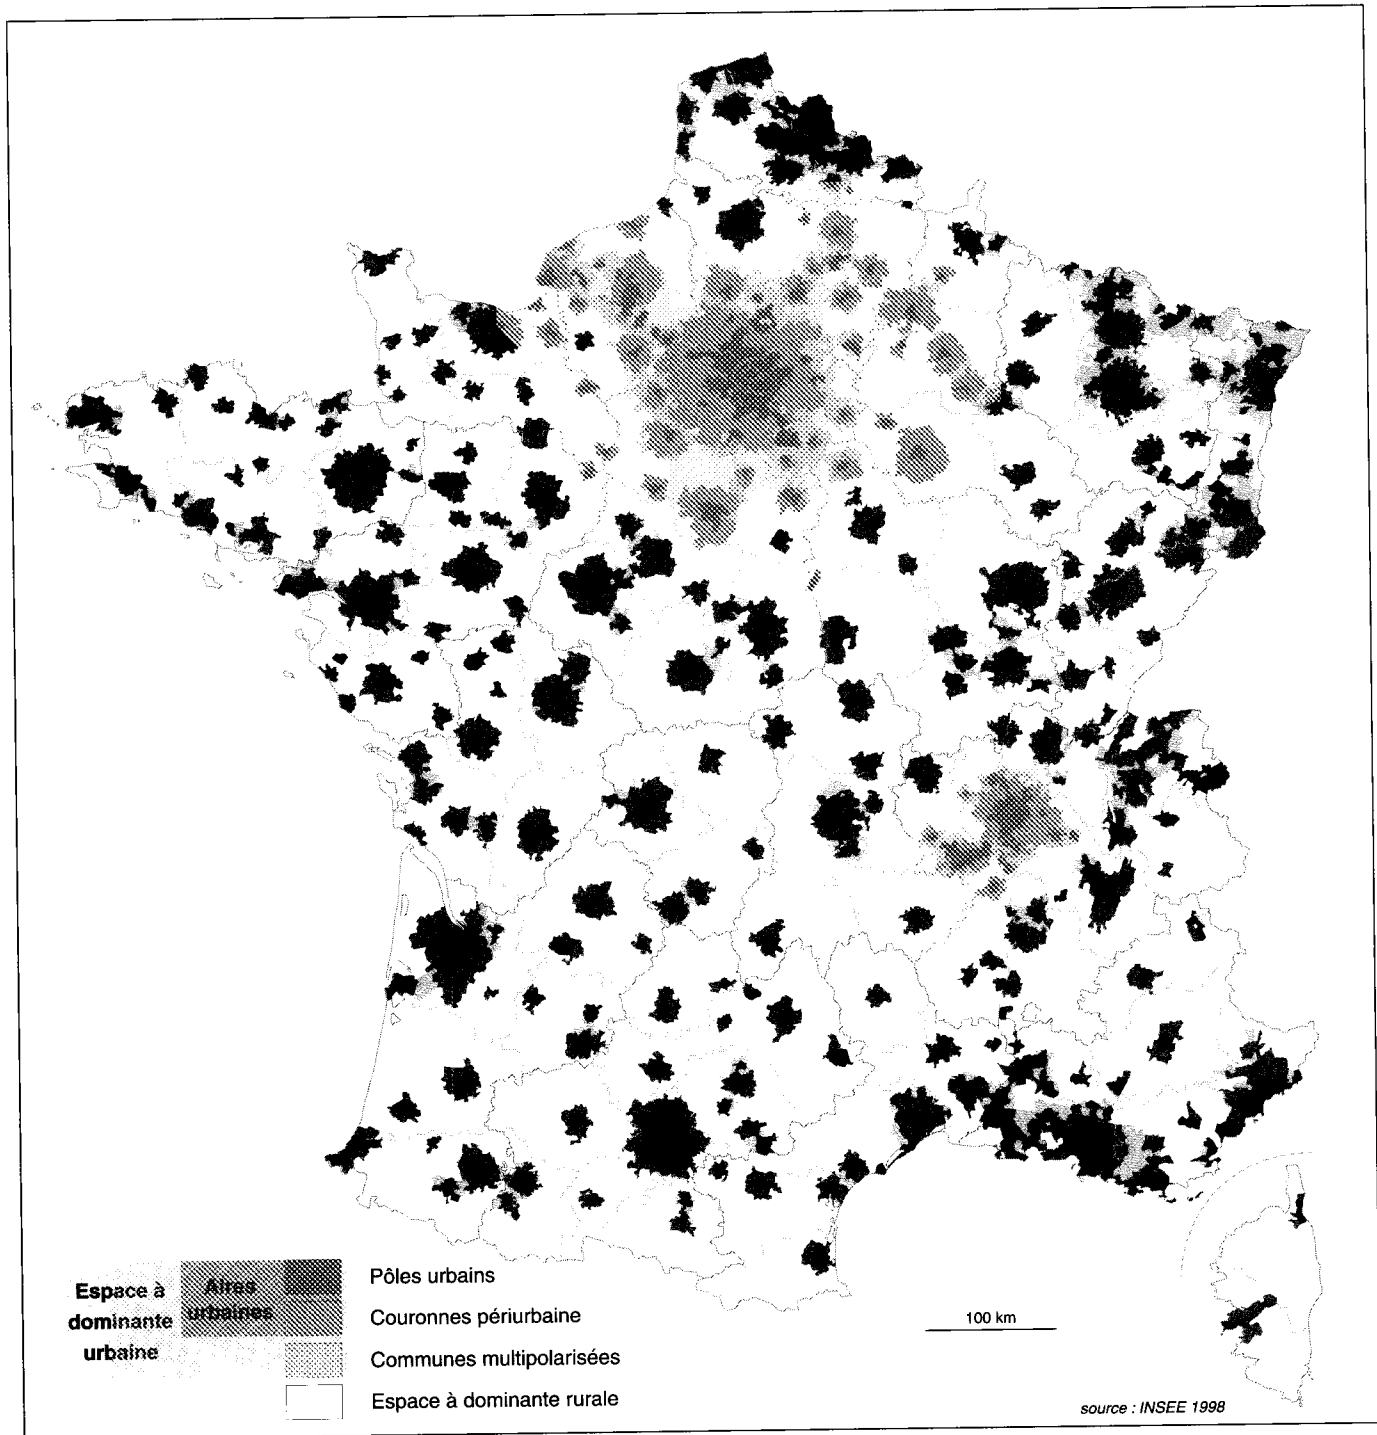 Espace à
dominante
urbaine
Aires
urbaines
Pôles urbains
Couronnes périurbaine
Communes multipolarisées
Espace à dominante rurale
100 km
source : INSEE 1998